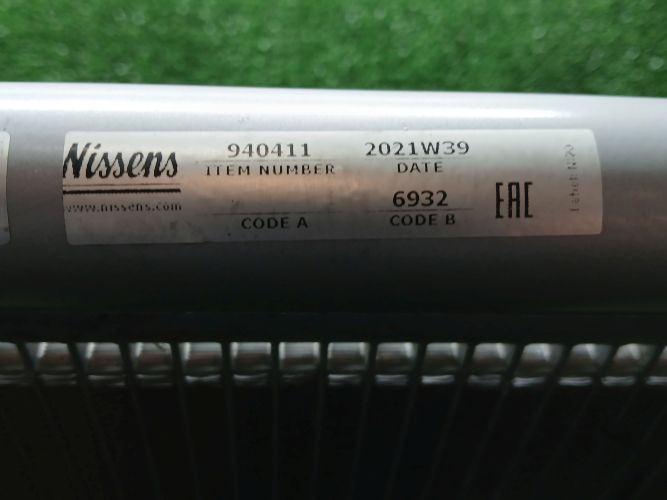 Nissens
www.nissens.com
940411
ITEM NUMBER
2021W39
DATE
CODE A
6932
CODE B
EAC